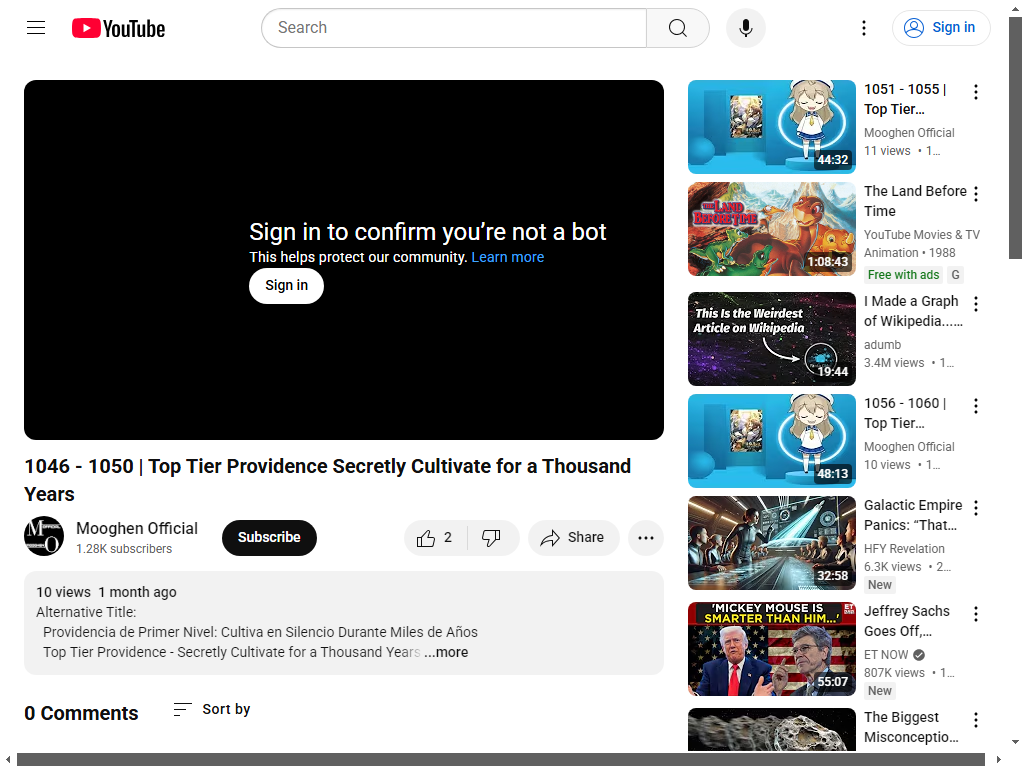 YouTube
Search
Sign in
Sign in to confirm you're not a bot
This helps protect our community. Learn more
Sign in
1046 - 1050 | Top Tier Providence Secretly Cultivate for a Thousand
Years
Mooghen Official
1.28K subscribers
Subscribe
2
Share
10 views 1 month ago
Alternative Title:
Providencia de Primer Nivel: Cultiva en Silencio Durante Miles de Años
Top Tier Providence - Secretly Cultivate for a Thousand Years ...more
0 Comments
Sort by
44:32
1051 - 1055 |
Top Tier...
Mooghen Official
11 views • 1...
THE LAND
BEFORE TIME
1:08:43
The Land Before
Time
YouTube Movies & TV
Animation • 1988
Free with ads G
This Is the Weirdest
Article on Wikipedia
19:44
I Made a Graph
of Wikipedia......
adumb
3.4M views • 1...
48:13
1056 - 1060 |
Top Tier...
Mooghen Official
10 views • 1...
32:58
Galactic Empire
Panics: “That...
HFY Revelation
6.3K views • 2...
New
'MICKEY MOUSE IS
SMARTER THAN HIM...'
ET
55:07
Jeffrey Sachs
Goes Off,...
ET NOW
807K views • 1...
New
The Biggest
Misconceptio...